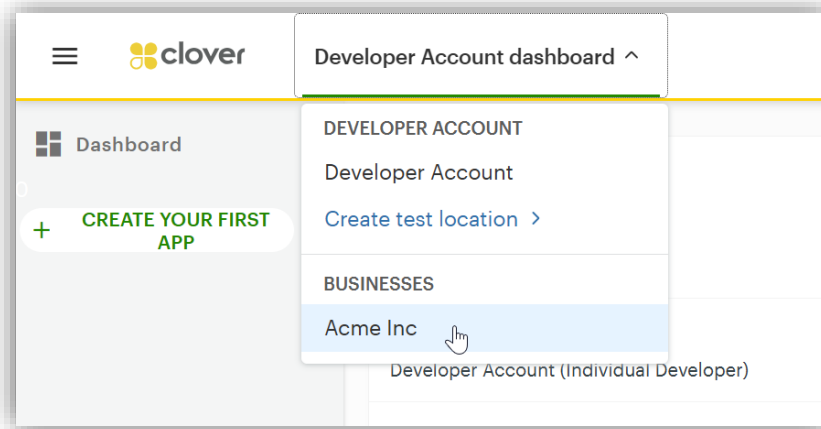 clover
Developer Account dashboard
Dashboard
CREATE YOUR FIRST
APP
DEVELOPER ACCOUNT
Developer Account
Create test location
BUSINESSES
Acme Inc
Developer Account (Individual Developer)